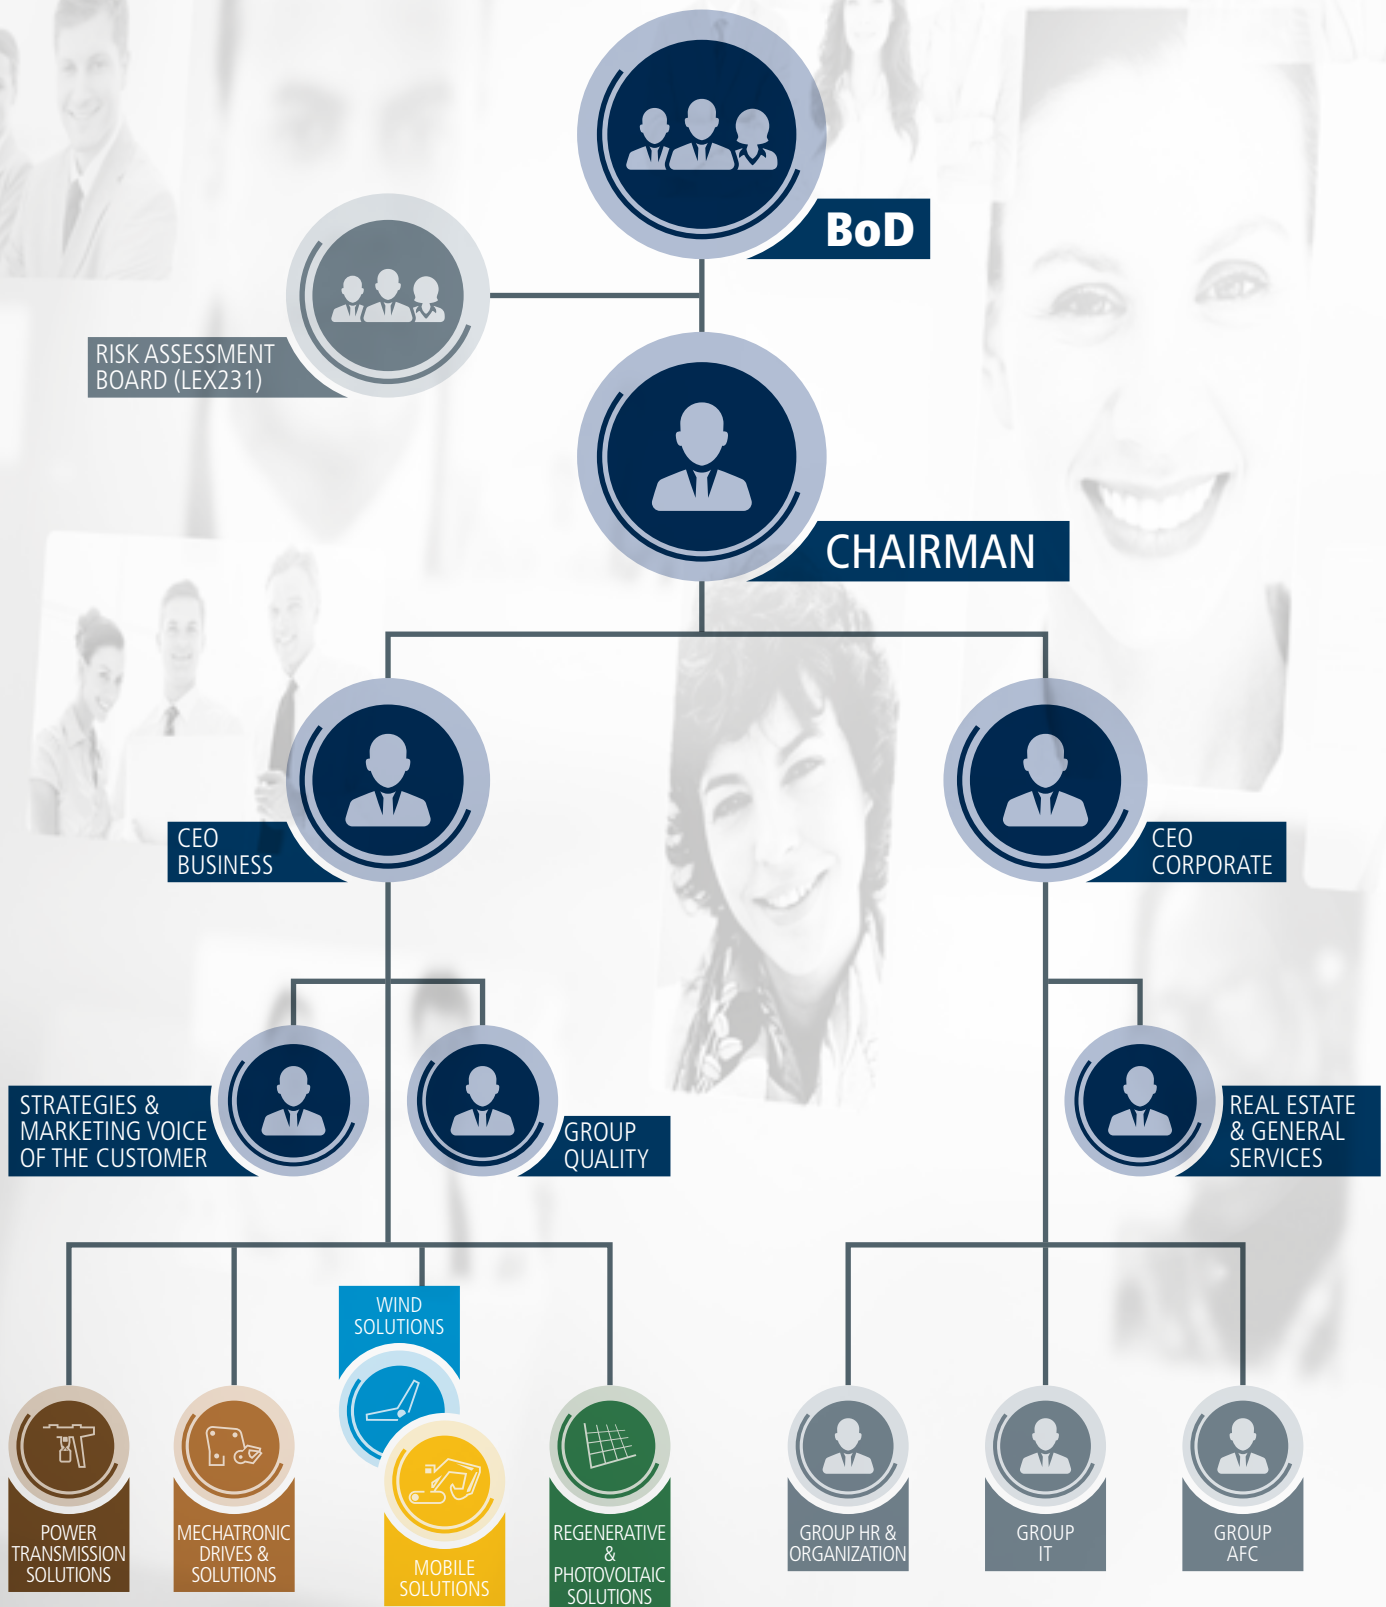 BoD
RISK ASSESSMENT
BOARD (LEX231)
CHAIRMAN
CEO
BUSINESS
CEO
CORPORATE
STRATEGIES &
MARKETING VOICE
OF THE CUSTOMER
GROUP
QUALITY
REAL ESTATE
& GENERAL
SERVICES
WIND
SOLUTIONS
POWER
TRANSMISSION
SOLUTIONS
MECHATRONIC
DRIVES &
SOLUTIONS
MOBILE
SOLUTIONS
REGENERATIVE
&
PHOTOVOLTAIC
SOLUTIONS
GROUP HR &
ORGANIZATION
GROUP
IT
GROUP
AFC